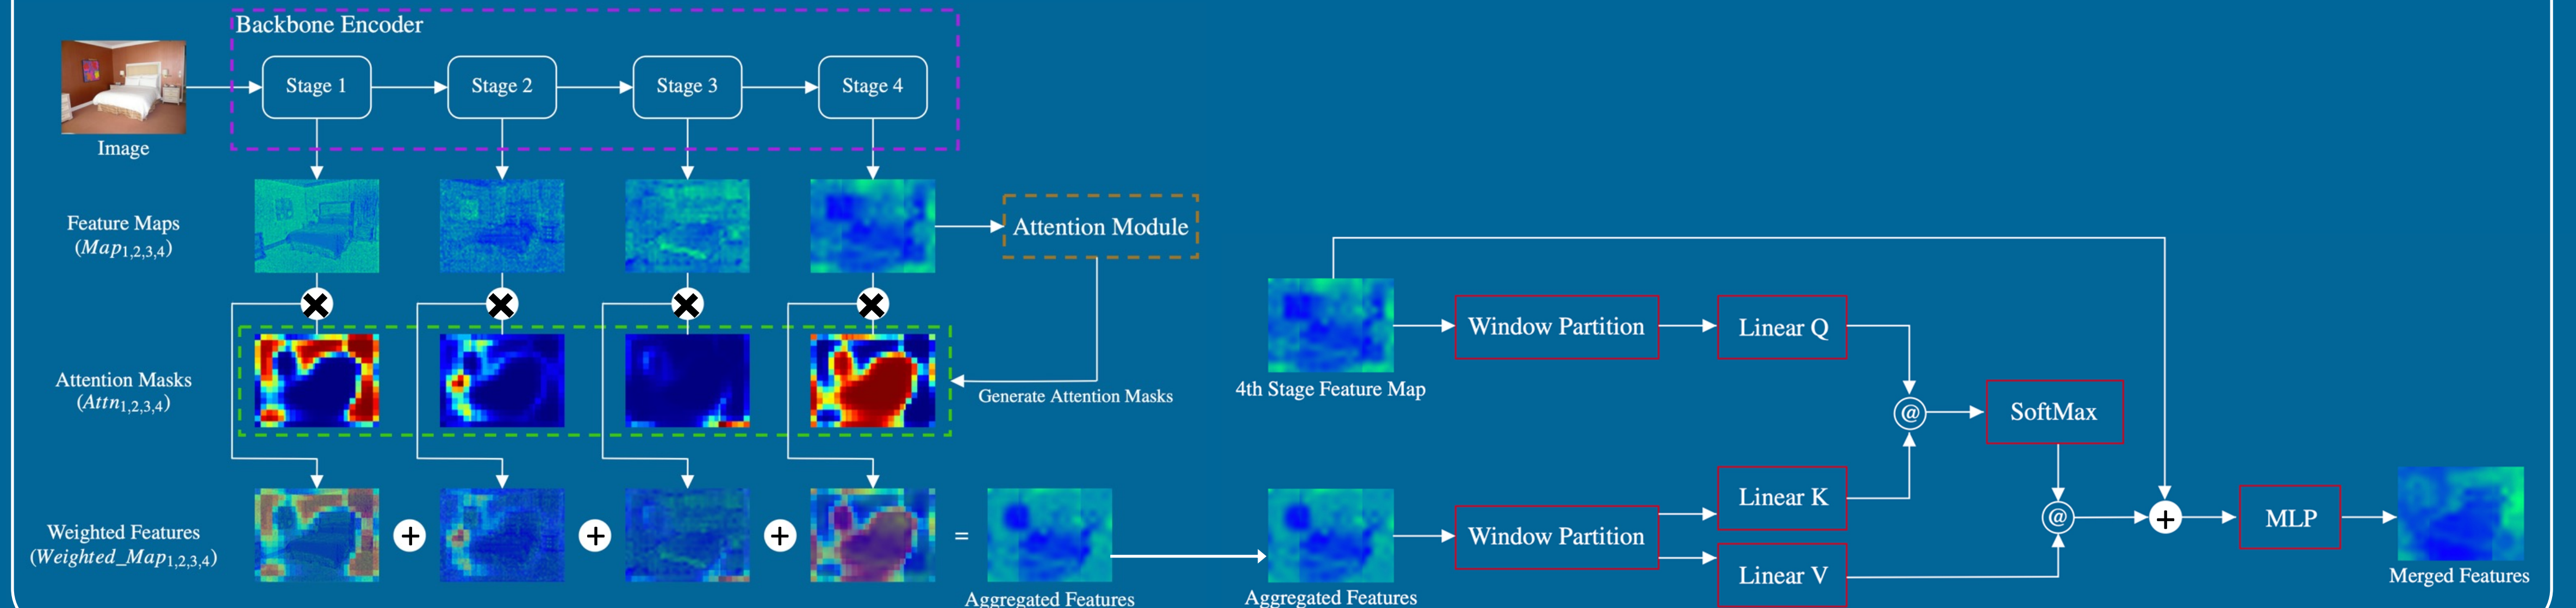 Backbone Encoder
Stage 1
Stage 2
Stage 3
Stage 4
Image
Feature Maps
(Map1,2,3,4)
Attention Module
Attention Masks
(Attn1,2,3,4)
Generate Attention Masks
Weighted Features
(Weighted_Map1,2,3,4)
+
+
+
=
Aggregated Features
4th Stage Feature Map
Window Partition
Linear Q
@
SoftMax
Aggregated Features
Window Partition
Linear K
Linear V
@
+
MLP
Merged Features